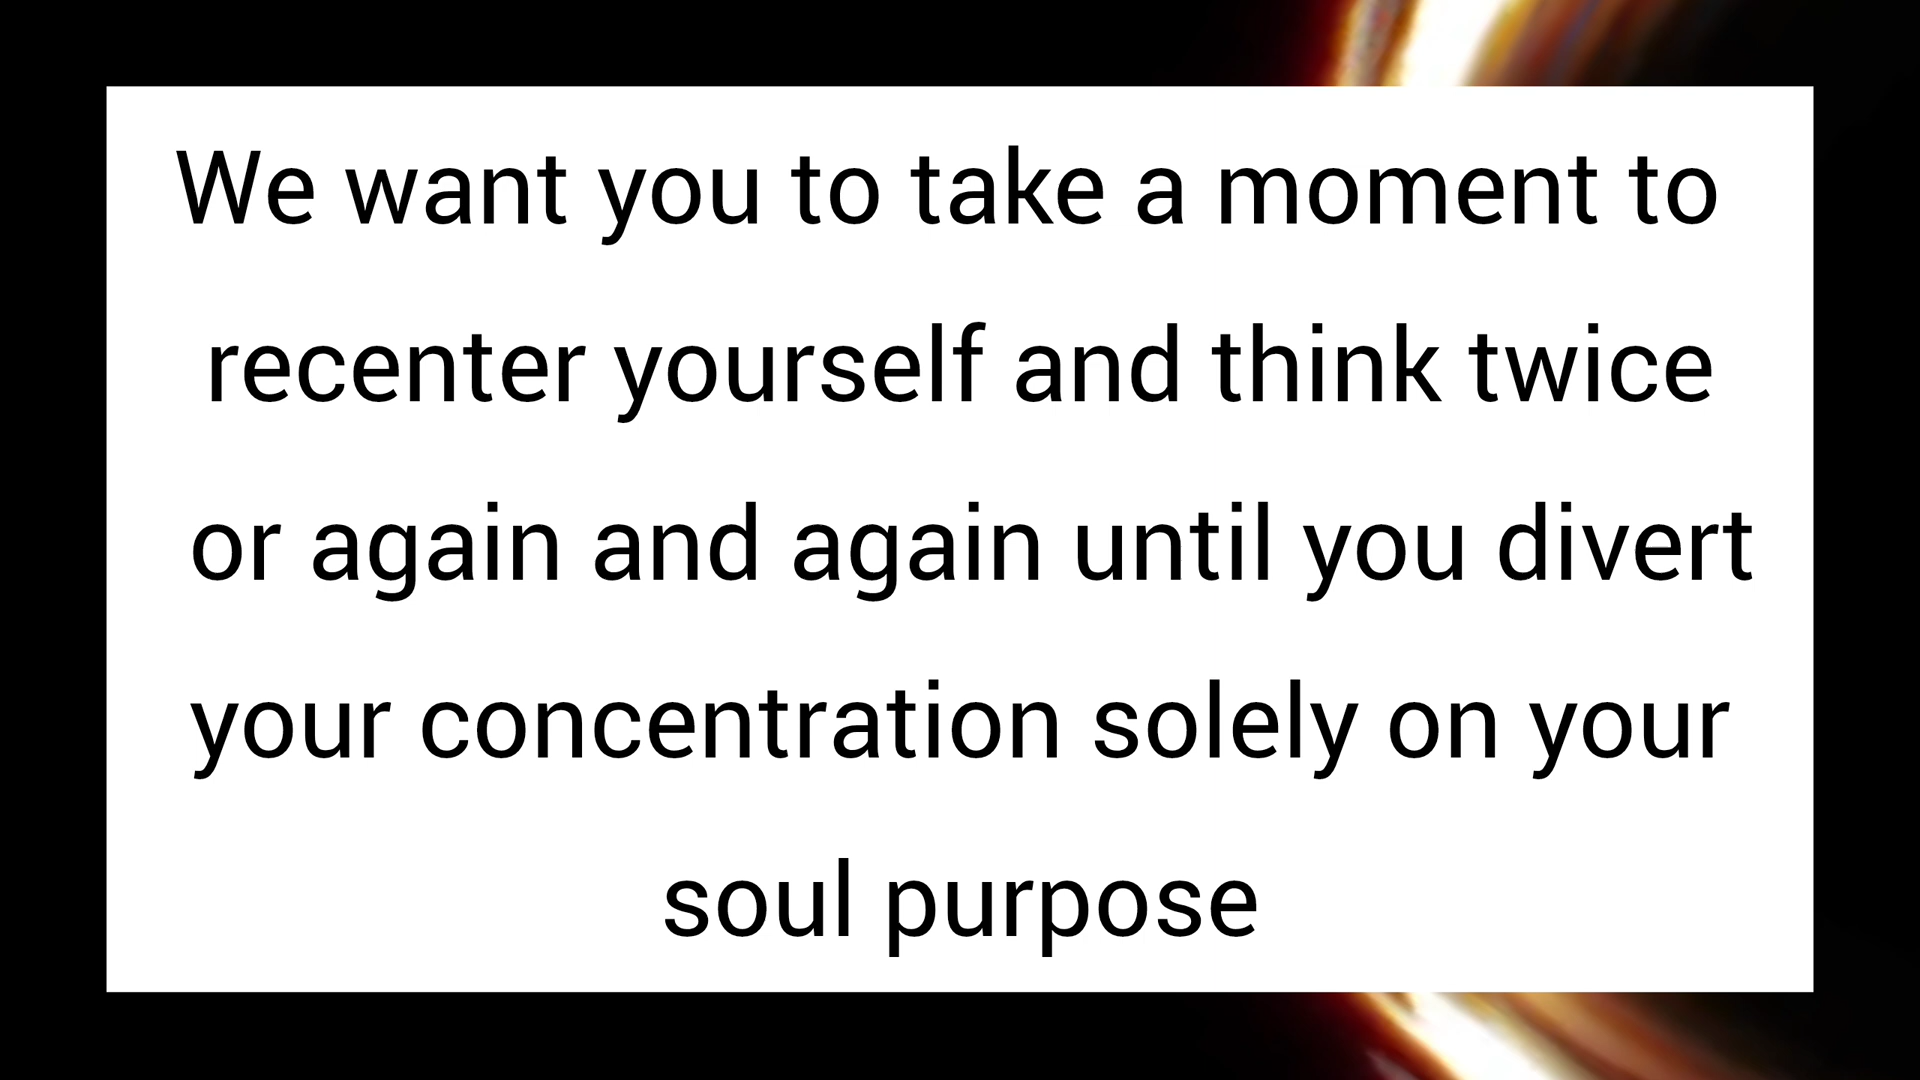 We want you to take a moment to
recenter yourself and think twice
or again and again until you divert
your concentration solely on your
soul purpose